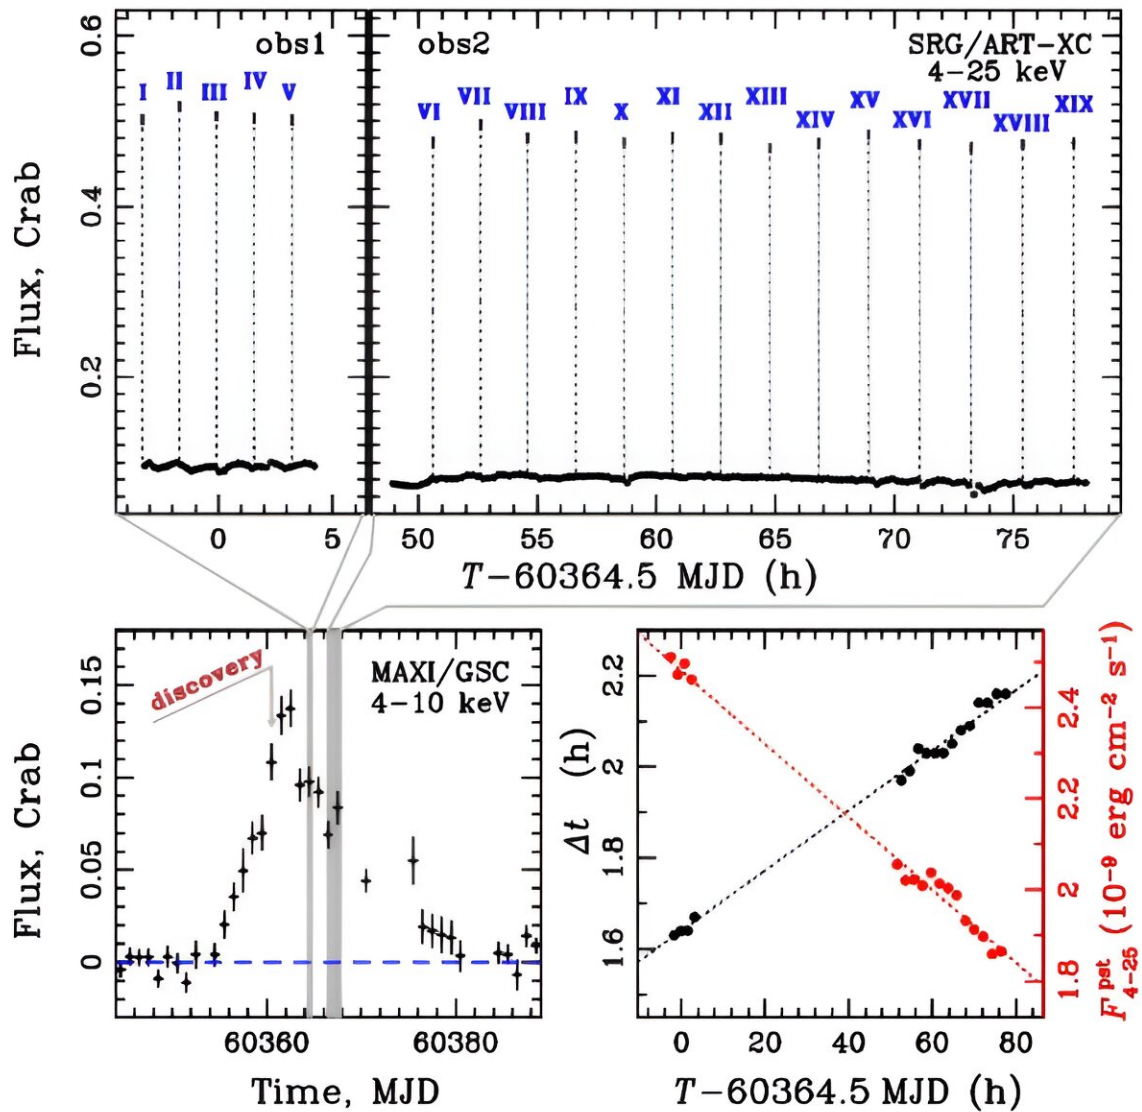 obs1
obs2
SRG/ART-XC
4-25 keV
I
II
III
IV
V
VI
VII
VIII
IX
X
XI
XII
XIII
XIV
XV
XVI
XVII
XVIII
XIX
Flux, Crab
0.6
0.4
0.2
0
5
50
55
60
65
70
75
T-60364.5 MJD (h)
discovery
MAXI/GSC
4-10 keV
Flux, Crab
0.15
0.1
0.05
0
60360
60380
Time, MJD
Δt (h)
2.2
2
1.8
1.6
0
20
40
60
80
T-60364.5 MJD (h)
2.4
2.2
2
1.8
F^pst_4-25 (10^-9 erg cm^-2 s^-1)